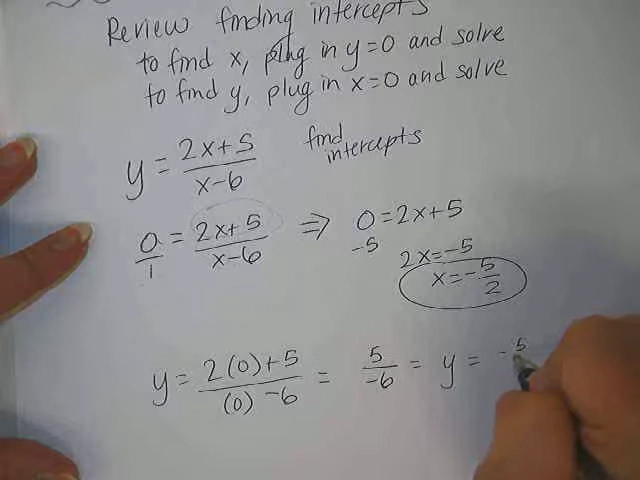 Review finding intercepts
to find x, plug in y=0 and solve
to find y, plug in x=0 and solve
y = (2x+5)/(x-6) find intercepts
0/1 = (2x+5)/(x-6) ⇒ 0=2x+5
-5
2x=-5
x=-5/2
y = (2(0)+5)/((0)-6) = 5/-6 = y = -5